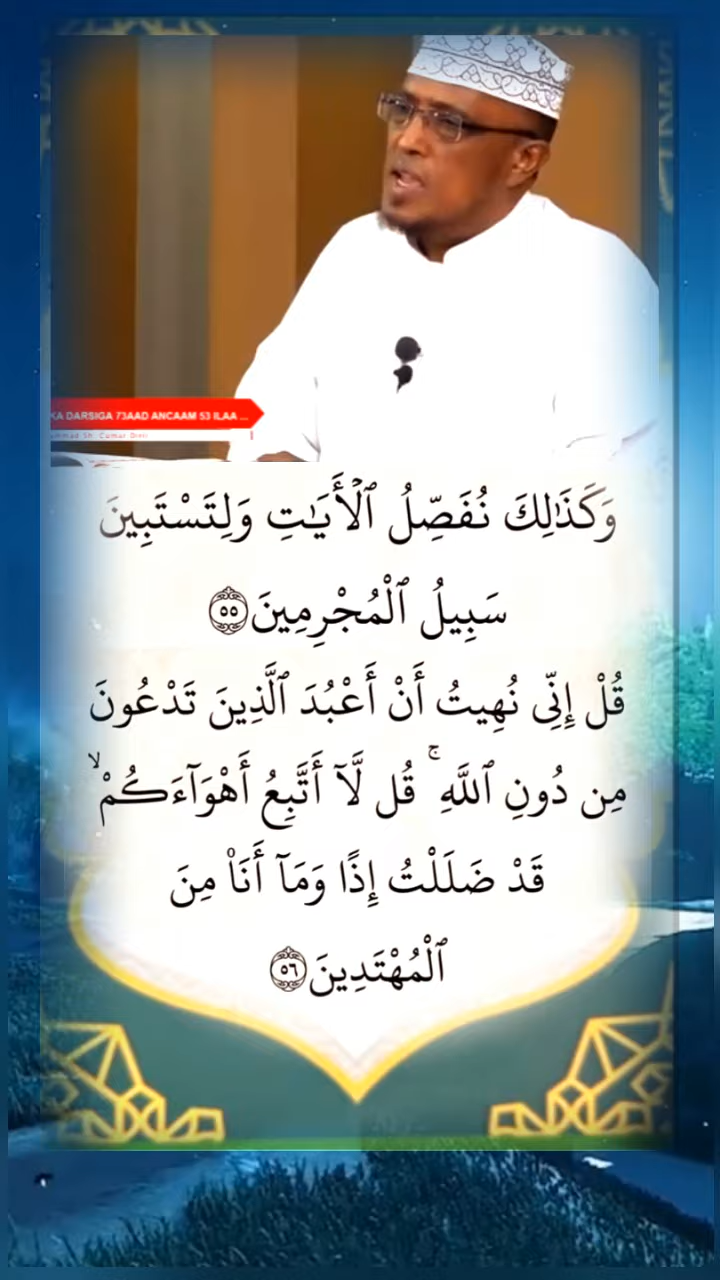 KA DARSIGA 73AAD ANCAAM 53 ILAA ...
وَكَذَٰلِكَ نُفَصِّلُ ٱلْأَيَـٰتِ وَلِتَسْتَبِينَ
سَبِيلُ ٱلْمُجْرِمِينَ ٥٥
قُلْ إِنِّى نُهِيتُ أَنْ أَعْبُدَ ٱلَّذِينَ تَدْعُونَ
مِن دُونِ ٱللَّهِ ۚ قُل لَّآ أَتَّبِعُ أَهْوَآءَكُمْ ۙ
قَدْ ضَلَلْتُ إِذًا وَمَآ أَنَا۠ مِنَ
ٱلْمُهْتَدِينَ ٥٦